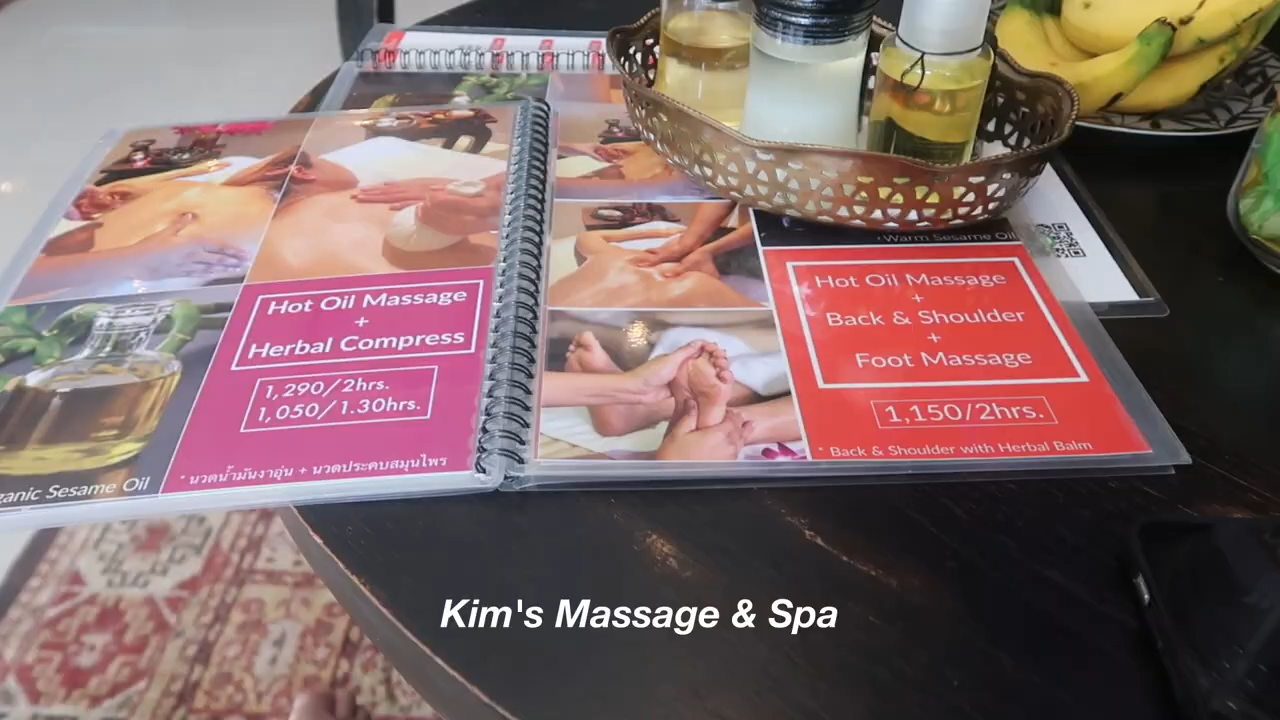 Hot Oil Massage
+
Herbal Compress
1,290/2hrs.
1,050/1.30hrs.
* นวดน้ำมันงาอุ่น + นวดประคบสมุนไพร
ganic Sesame Oil
Warm Sesame Oil
Hot Oil Massage
+
Back & Shoulder
+
Foot Massage
1,150/2hrs.
* Back & Shoulder with Herbal Balm
Kim's Massage & Spa